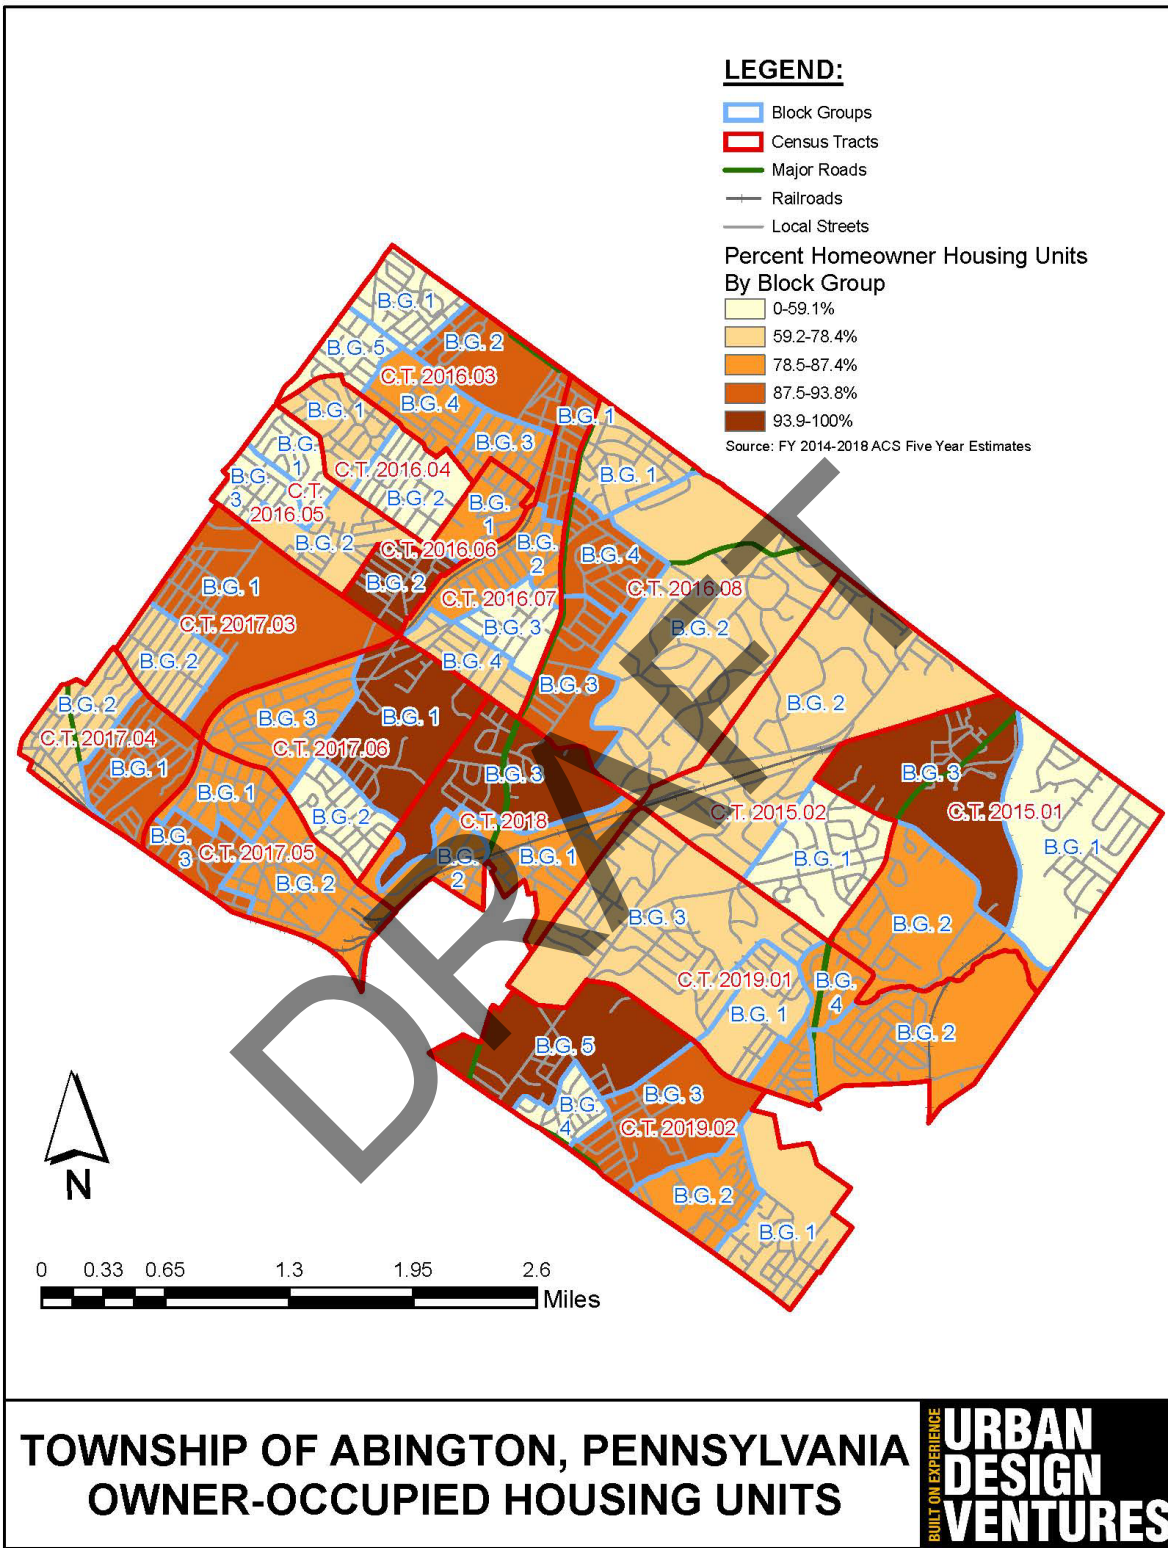 LEGEND:
Block Groups
Census Tracts
Major Roads
Railroads
Local Streets
Percent Homeowner Housing Units
By Block Group
0-59.1%
59.2-78.4%
78.5-87.4%
87.5-93.8%
93.9-100%
Source: FY 2014-2018 ACS Five Year Estimates
B.G. 1
B.G. 2
B.G. 5
C.T. 2016.03
B.G. 4
B.G. 1
B.G. 1
B.G. 3
B.G.
1
C.T. 2016.04
B.G. 1
B.G.
3
C.T.
2016.05
B.G. 2
B.G.
1
B.G. 2
C.T. 2016.06
B.G.
2
B.G. 4
B.G. 2
C.T. 2016.07
C.T. 2016.08
B.G. 1
B.G. 3
B.G. 2
C.T. 2017.03
B.G. 2
B.G. 4
B.G. 3
B.G. 2
B.G. 2
B.G. 3
B.G. 1
C.T. 2017.04
C.T. 2017.06
B.G. 1
B.G. 3
B.G. 3
B.G. 1
B.G. 2
C.T. 2018
C.T. 2015.02
C.T. 2015.01
B.G.
3
C.T. 2017.05
B.G.
2
B.G. 1
B.G. 1
B.G. 1
B.G. 2
B.G. 3
B.G. 2
C.T. 2019.01
B.G.
4
B.G. 1
B.G. 2
B.G. 5
B.G. 3
B.G.
4
C.T. 2019.02
B.G. 2
B.G. 1
DRAFT
N
0 0.33 0.65 1.3 1.95 2.6
Miles
TOWNSHIP OF ABINGTON, PENNSYLVANIA
OWNER-OCCUPIED HOUSING UNITS
BUILT ON EXPERIENCE
URBAN
DESIGN
VENTURES